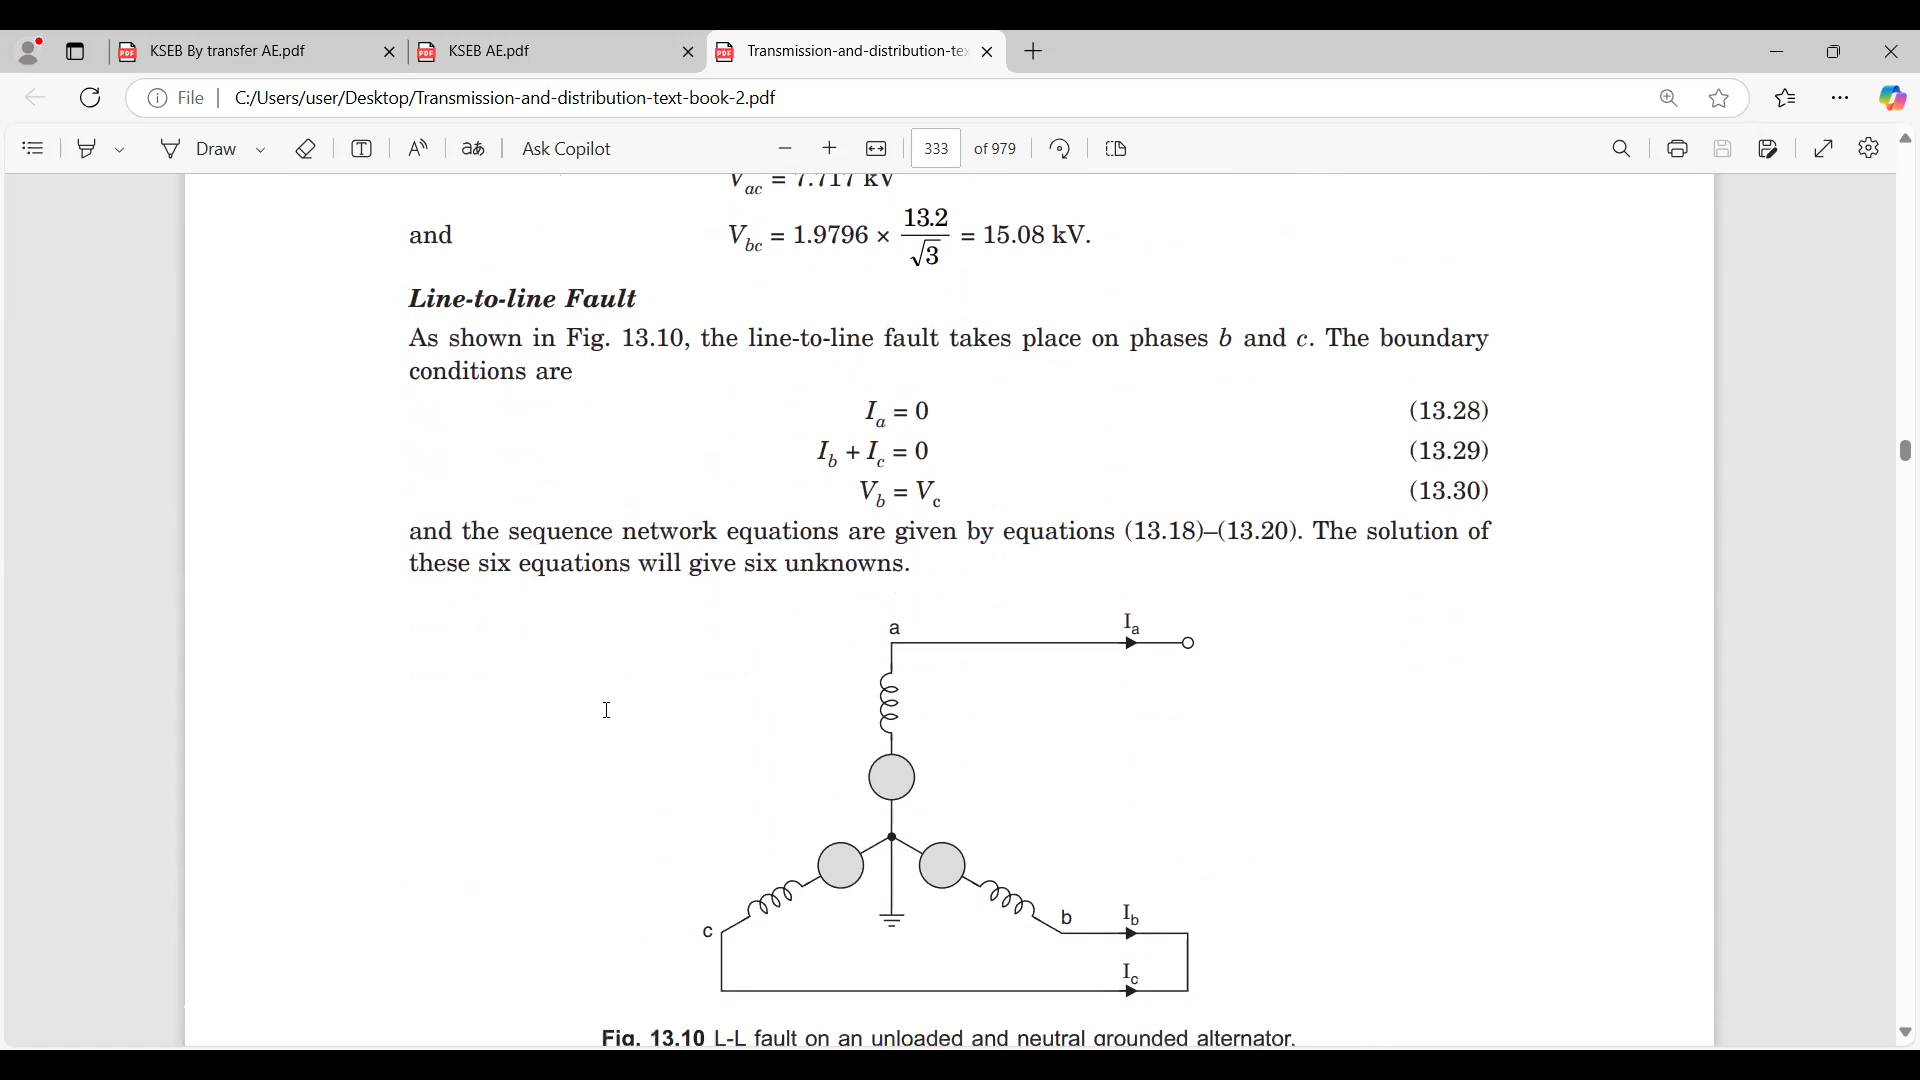 KSEB By transfer AE.pdf
KSEB AE.pdf
Transmission-and-distribution-tex
File
C:/Users/user/Desktop/Transmission-and-distribution-text-book-2.pdf
Draw
Ask Copilot
333 of 979
V_ac = 7.717 kV
and V_bc = 1.9796 × 13.2/√3 = 15.08 kV.
Line-to-line Fault
As shown in Fig. 13.10, the line-to-line fault takes place on phases b and c. The boundary
conditions are
I_a = 0 (13.28)
I_b + I_c = 0 (13.29)
V_b = V_c (13.30)
and the sequence network equations are given by equations (13.18)–(13.20). The solution of
these six equations will give six unknowns.
a I_a
b I_b
c I_c
Fig. 13.10 L-L fault on an unloaded and neutral grounded alternator.